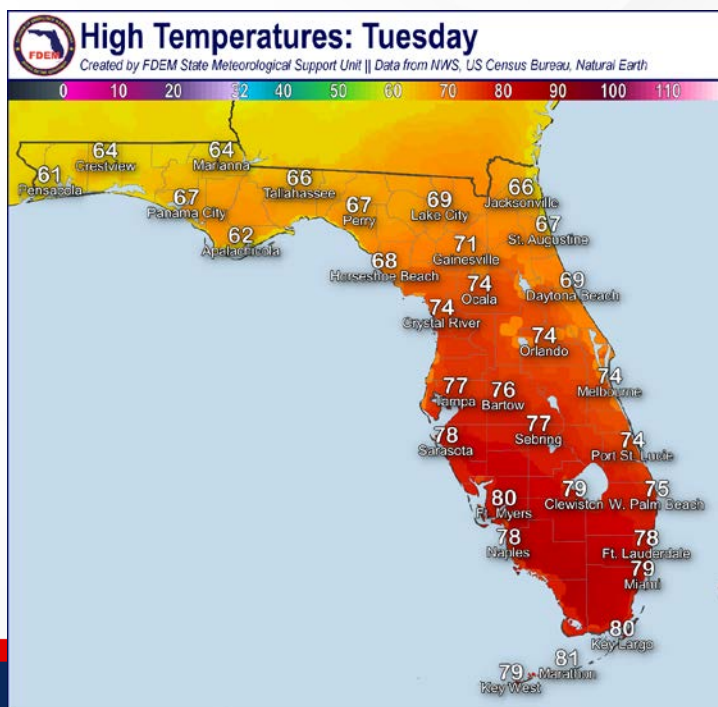 FDEM
High Temperatures: Tuesday
Created by FDEM State Meteorological Support Unit || Data from NWS, US Census Bureau, Natural Earth
0 10 20 32 40 50 60 70 80 90 100 110
64
Crestview
64
Marianna
61
Pensacola
66
Tallahassee
67
Panama City
67
Perry
69
Lake City
66
Jacksonville
62
Apalachicola
67
St. Augustine
71
Gainesville
68
Horseshoe Beach
74
Ocala
69
Daytona Beach
74
Crystal River
74
Orlando
77
Tampa
76
Bartow
74
Melbourne
78
Sarasota
77
Sebring
74
Port St. Lucie
80
Ft. Myers
79
Clewiston
75
W. Palm Beach
78
Naples
78
Ft. Lauderdale
79
Miami
80
Key Largo
81
Marathon
79
Key West